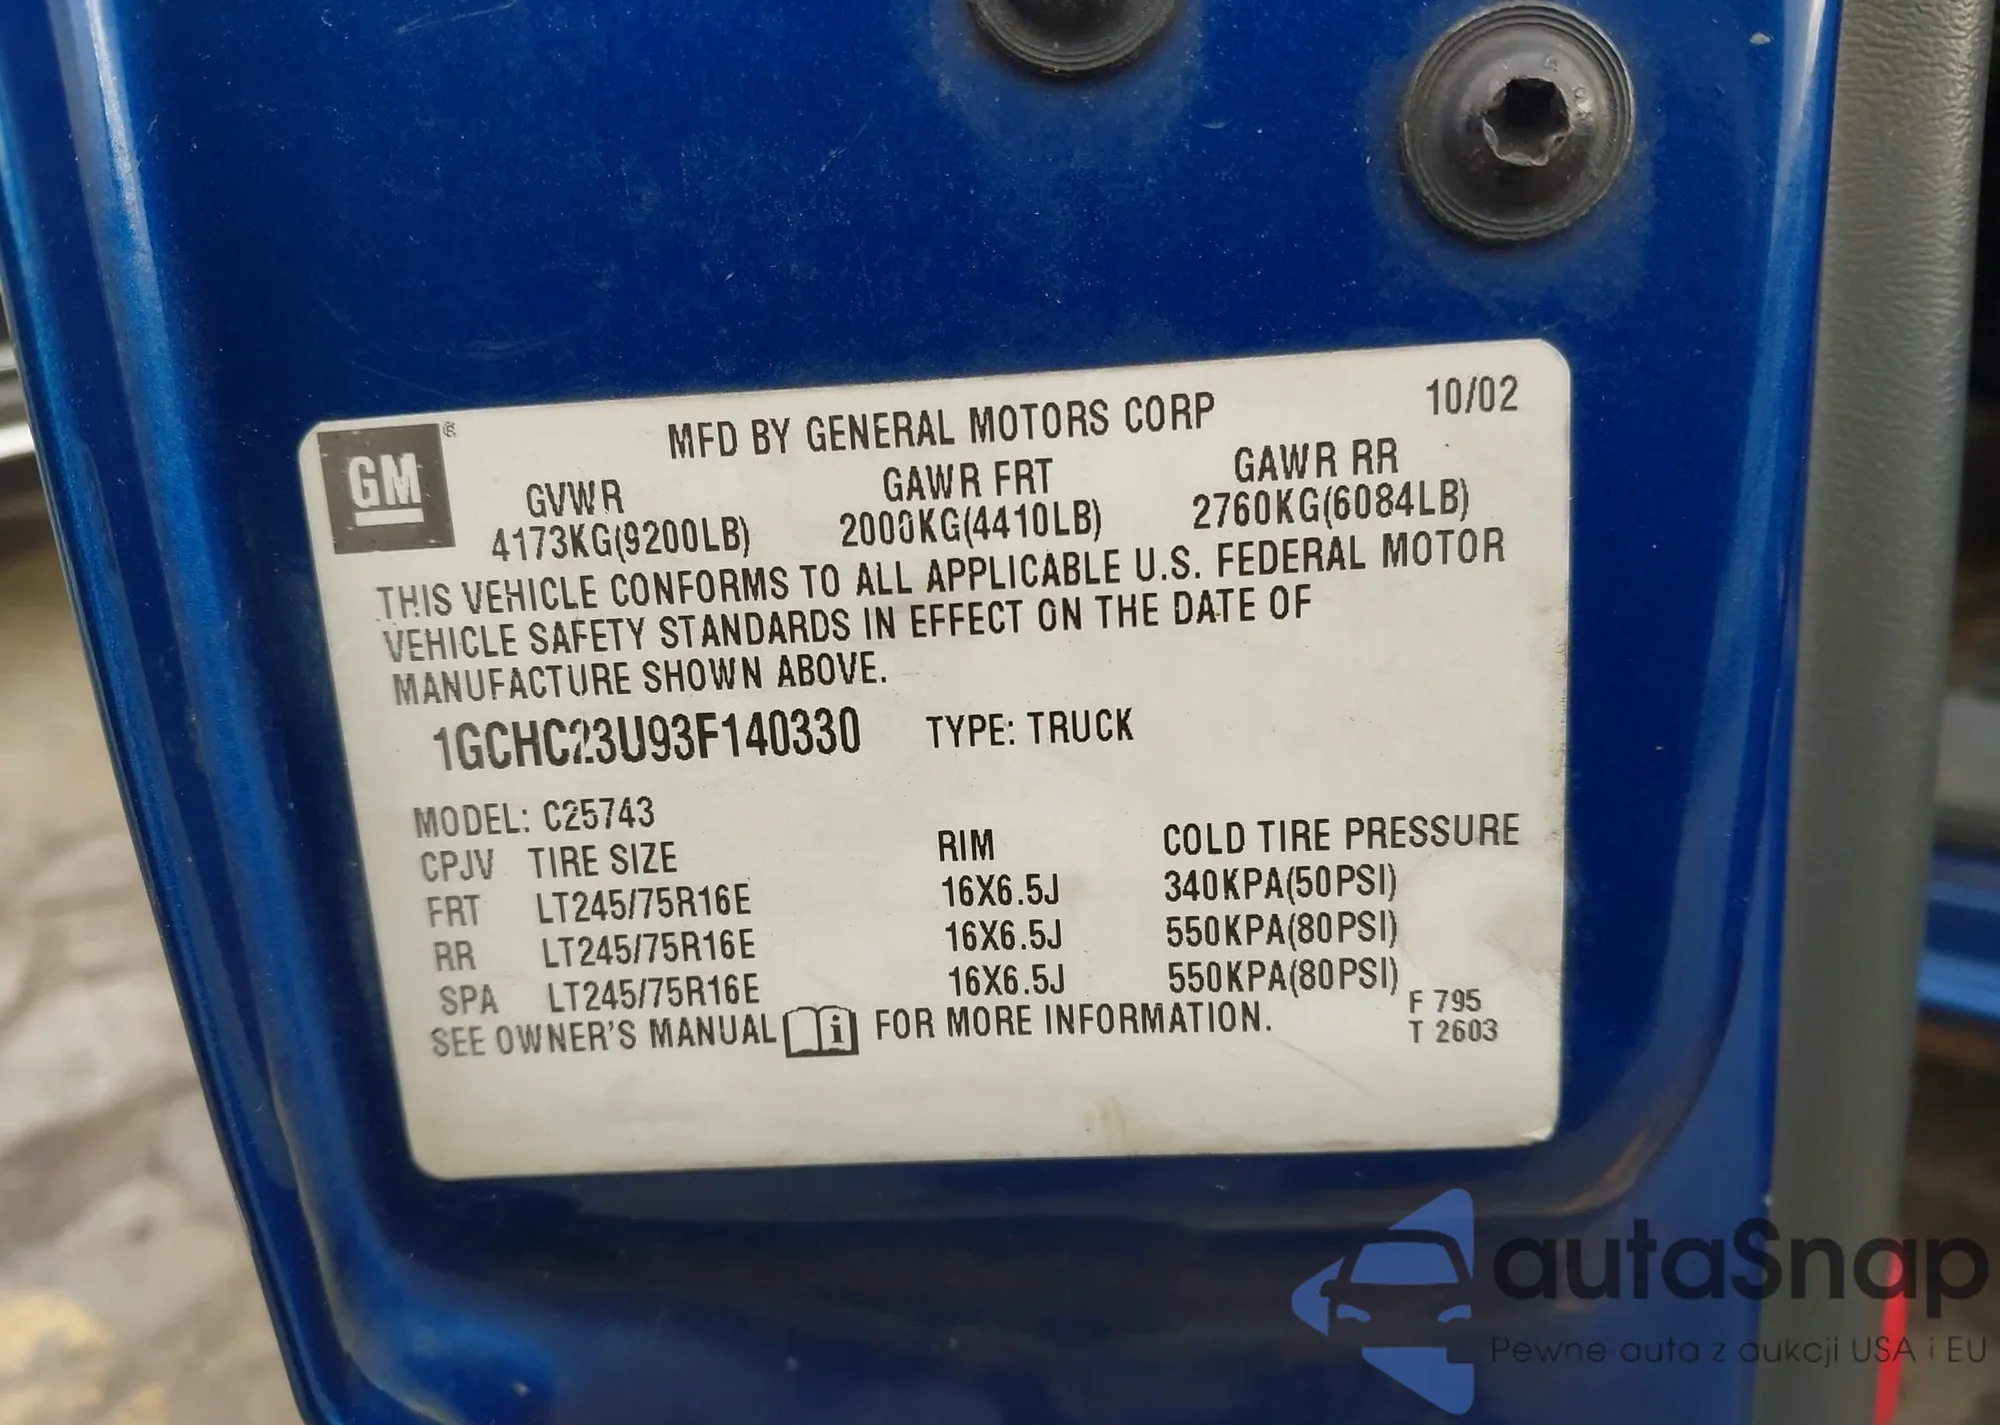 GM
®
MFD BY GENERAL MOTORS CORP 10/02
GVWR GAWR FRT GAWR RR
4173KG(9200LB) 2000KG(4410LB) 2760KG(6084LB)
THIS VEHICLE CONFORMS TO ALL APPLICABLE U.S. FEDERAL MOTOR
VEHICLE SAFETY STANDARDS IN EFFECT ON THE DATE OF
MANUFACTURE SHOWN ABOVE.
1GCHC23U93F140330 TYPE: TRUCK
MODEL: C25743
CPJV TIRE SIZE RIM COLD TIRE PRESSURE
FRT LT245/75R16E 16X6.5J 340KPA(50PSI)
RR LT245/75R16E 16X6.5J 550KPA(80PSI)
SPA LT245/75R16E 16X6.5J 550KPA(80PSI)
SEE OWNER'S MANUAL i FOR MORE INFORMATION.
F 795
T 2603
autaSnap
Pewne auta z aukcji USA i EU